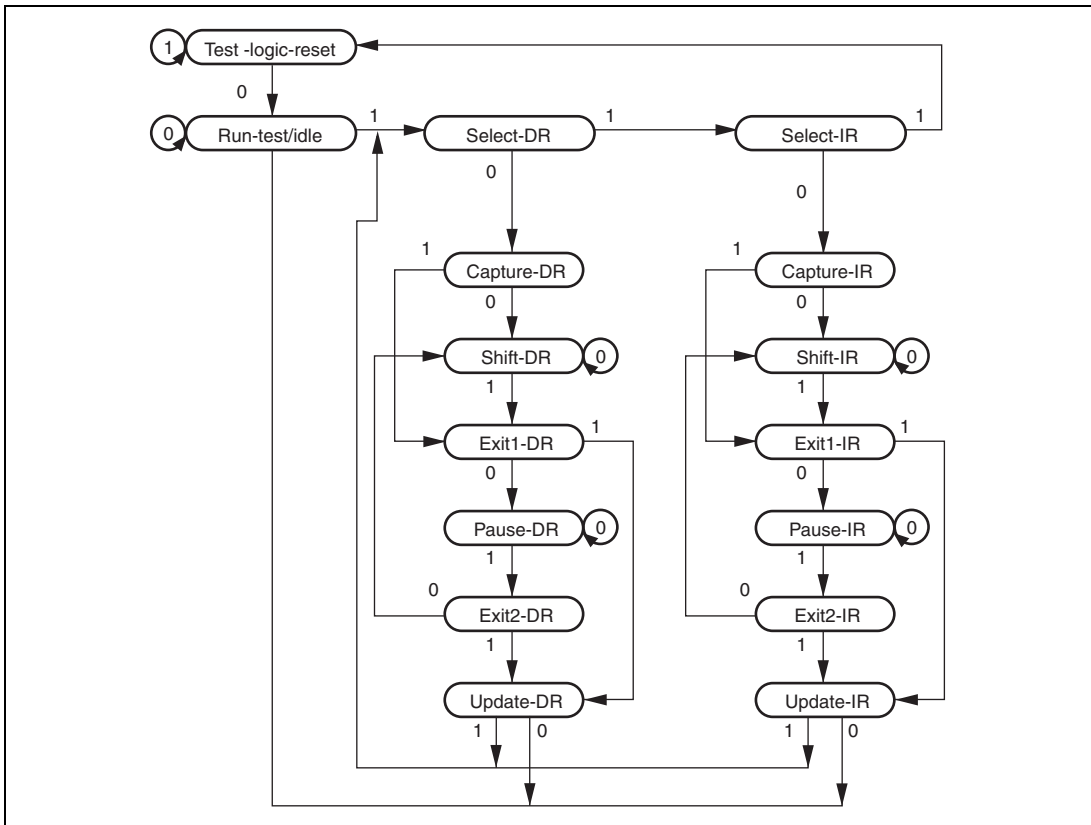 1 Test -logic-reset
0
0 Run-test/idle 1 Select-DR 1 Select-IR 1
0 0
1 1
Capture-DR Capture-IR
0 0
Shift-DR 0 Shift-IR 0
1 1
Exit1-DR 1 Exit1-IR 1
0 0
Pause-DR 0 Pause-IR 0
1 1
0 0
Exit2-DR Exit2-IR
1 1
Update-DR Update-IR
1 0 1 0